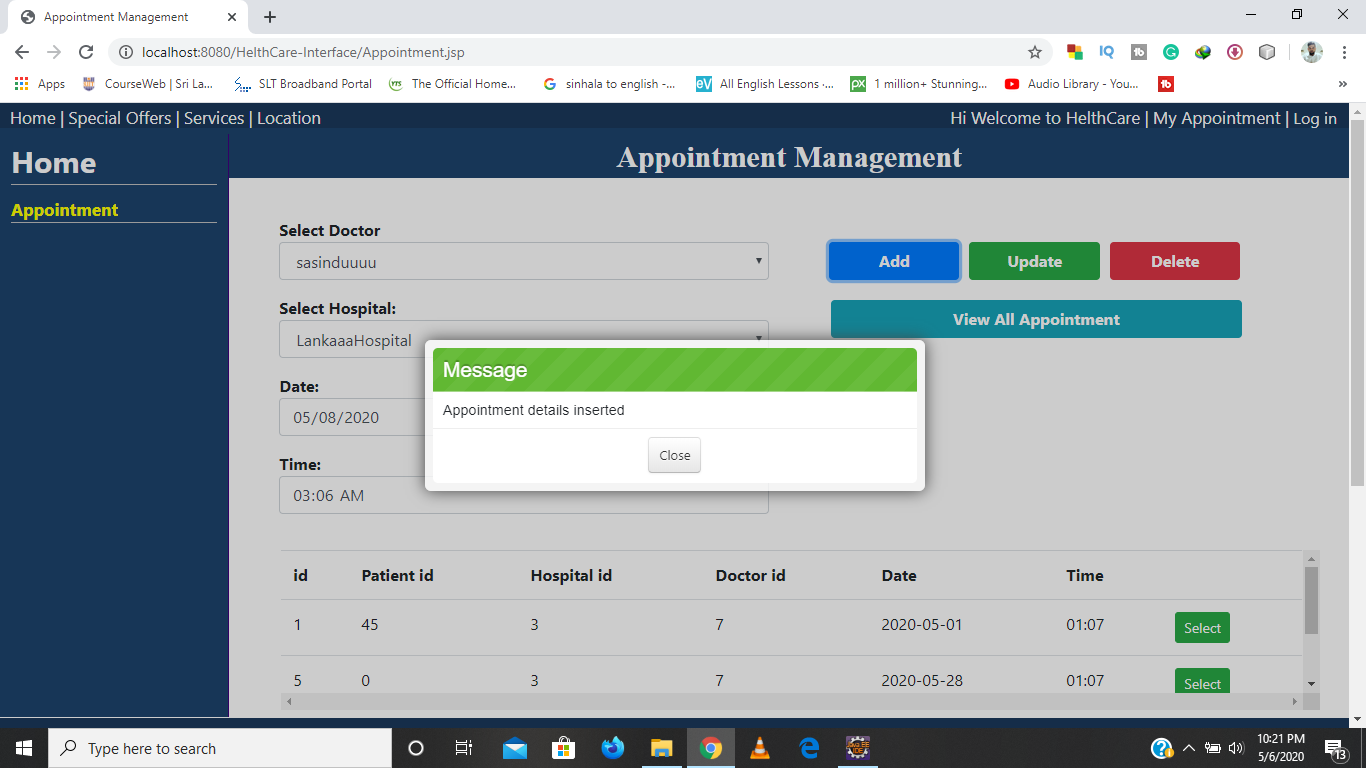 Appointment Management
localhost:8080/HelthCare-Interface/Appointment.jsp
Apps CourseWeb | Sri La... SLT Broadband Portal The Official Home... sinhala to english -... All English Lessons -... 1 million+ Stunning... Audio Library - You... »
Home | Special Offers | Services | Location Hi Welcome to HelthCare | My Appointment | Log in
Home
Appointment
Appointment Management
Select Doctor
sasinduuuu
Add Update Delete
Select Hospital:
LankaaaHospital
View All Appointment
Message
Appointment details inserted
Close
Date:
05/08/2020
Time:
03:06 AM
id Patient id Hospital id Doctor id Date Time
1 45 3 7 2020-05-01 01:07 Select
5 0 3 7 2020-05-28 01:07 Select
Type here to search
10:21 PM
5/6/2020
13